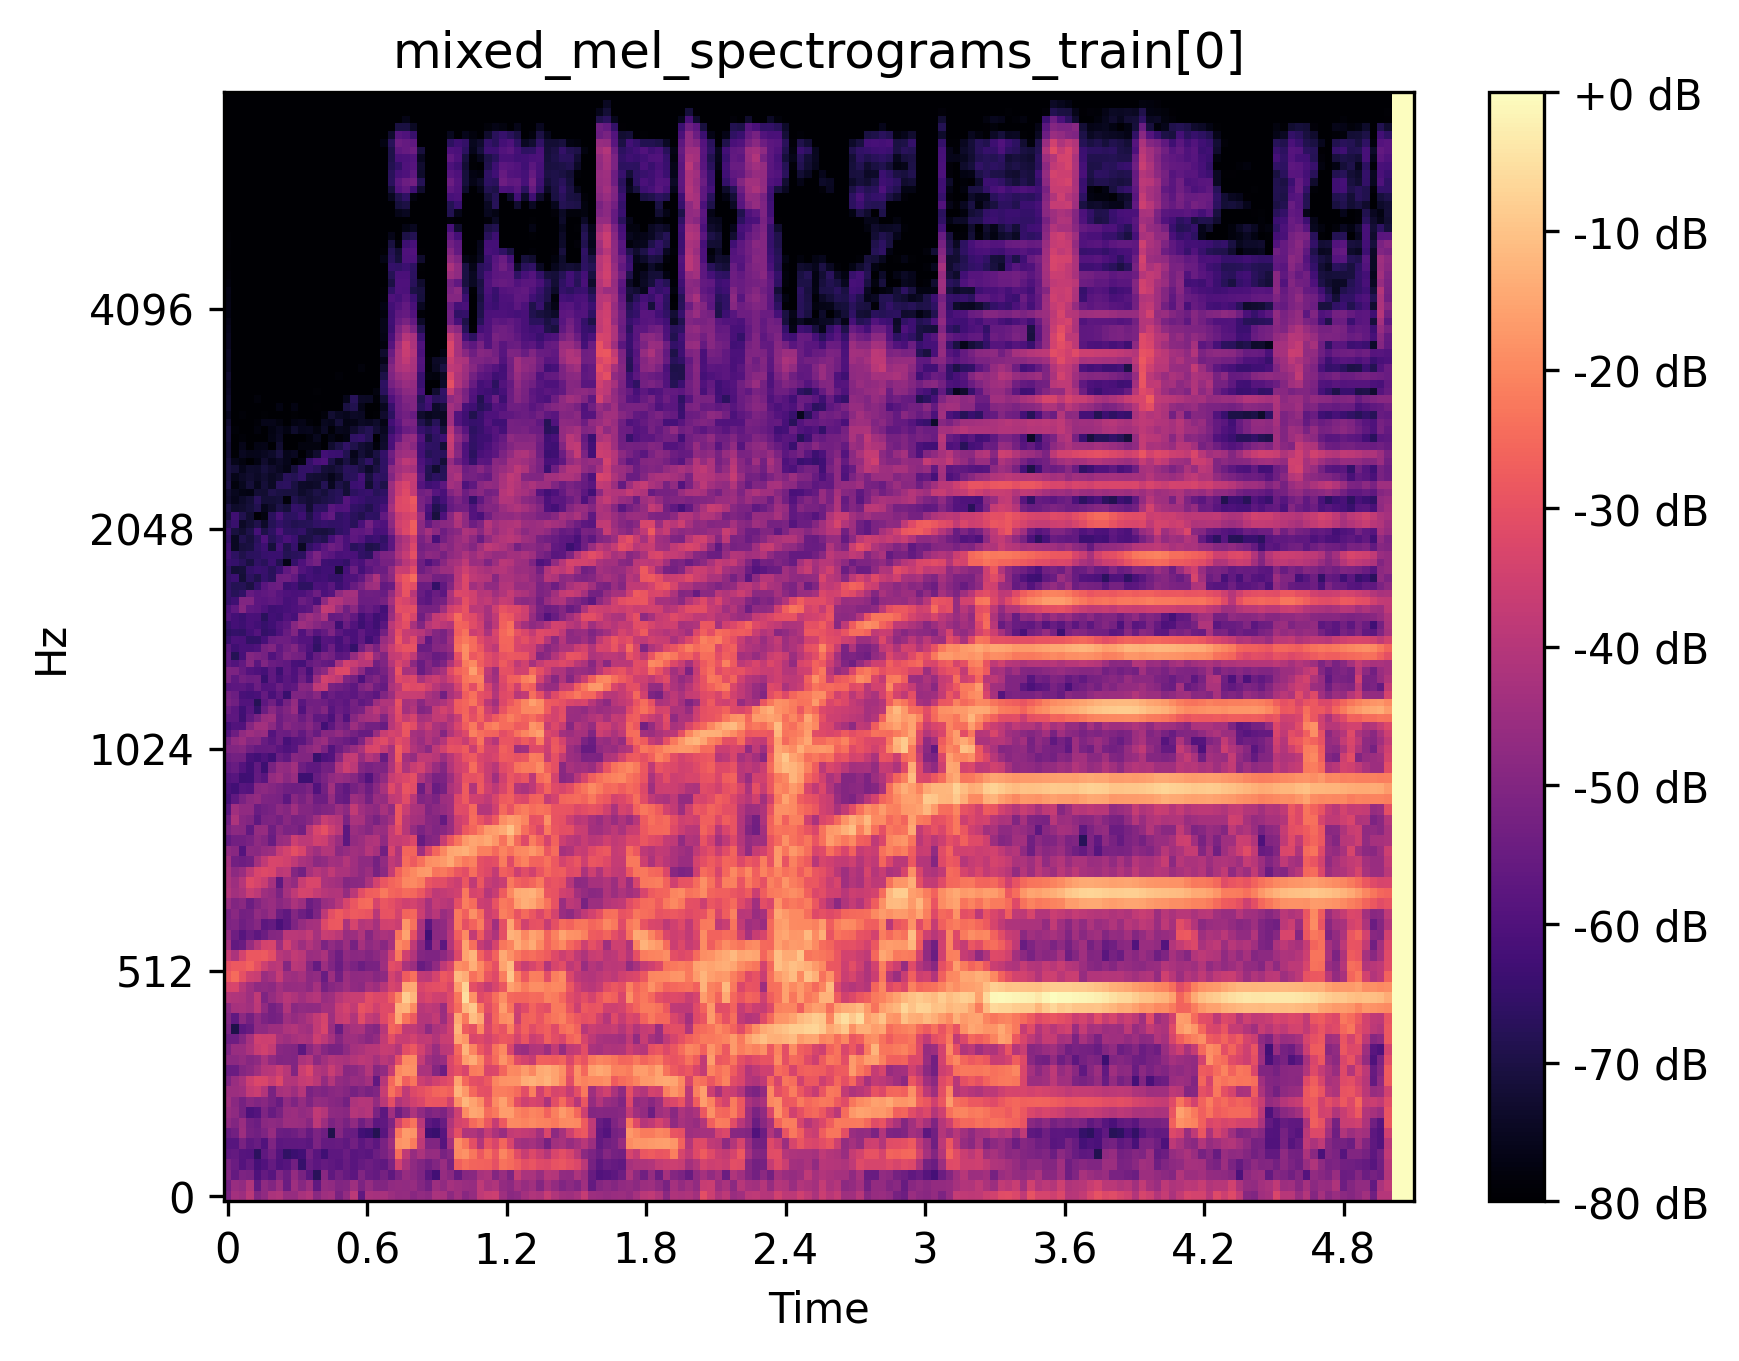 mixed_mel_spectrograms_train[0]
+0 dB
-10 dB
-20 dB
-30 dB
-40 dB
-50 dB
-60 dB
-70 dB
-80 dB
4096
2048
1024
512
0
Hz
0 0.6 1.2 1.8 2.4 3 3.6 4.2 4.8
Time